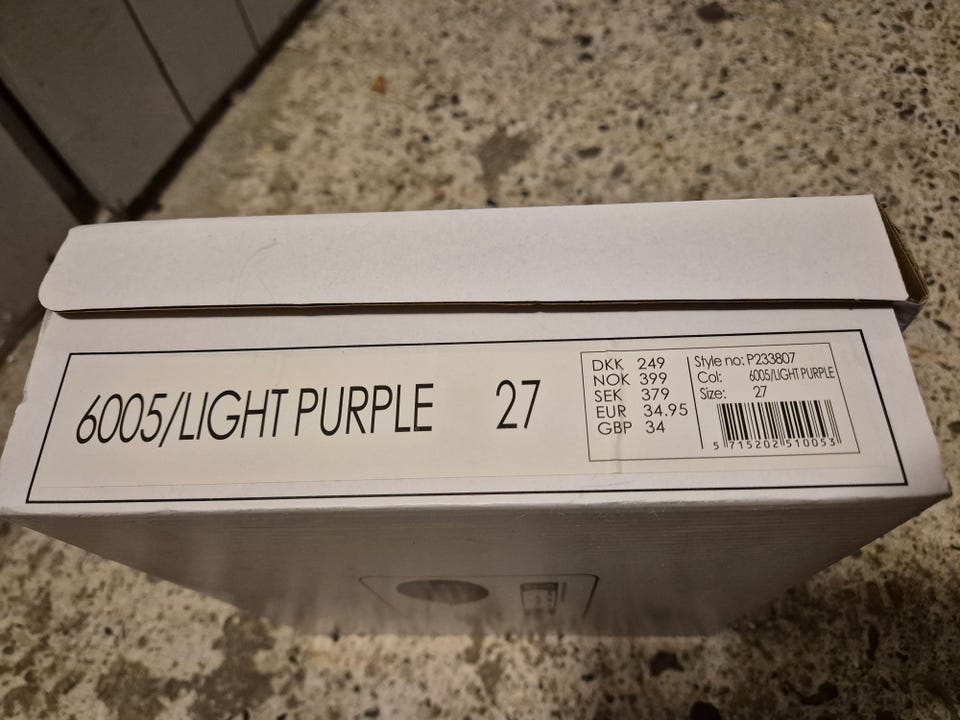 6005/LIGHT PURPLE 27
DKK 249
NOK 399
SEK 379
EUR 34.95
GBP 34
Style no: P233807
Col: 6005/LIGHT PURPLE
Size: 27
5 715202 510053